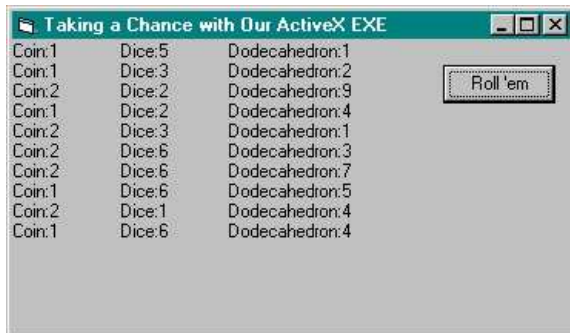 Taking a Chance with Our ActiveX EXE
Coin:1 Dice:5 Dodecahedron:1
Coin:1 Dice:3 Dodecahedron:2
Coin:2 Dice:2 Dodecahedron:9
Coin:1 Dice:2 Dodecahedron:4
Coin:2 Dice:3 Dodecahedron:1
Coin:2 Dice:6 Dodecahedron:3
Coin:2 Dice:6 Dodecahedron:7
Coin:1 Dice:6 Dodecahedron:5
Coin:2 Dice:1 Dodecahedron:4
Coin:1 Dice:6 Dodecahedron:4
Roll 'em